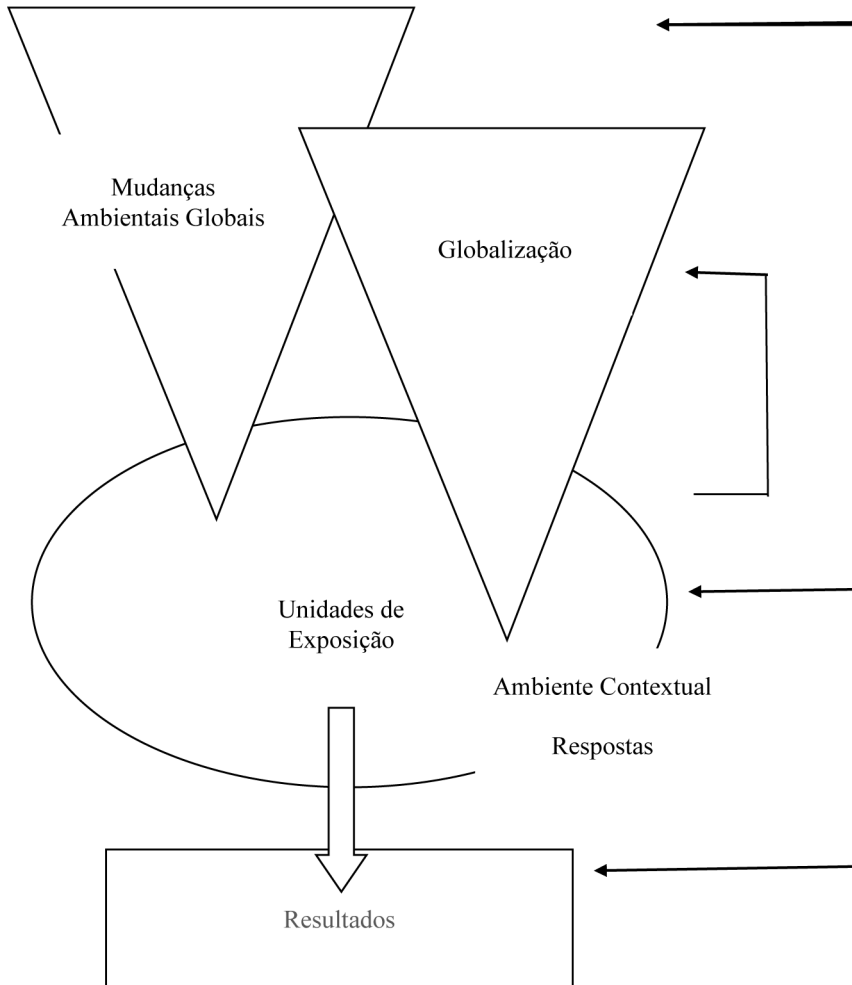 Mudanças
Ambientais Globais
Globalização
Unidades de
Exposição
Ambiente Contextual
Respostas
Resultados